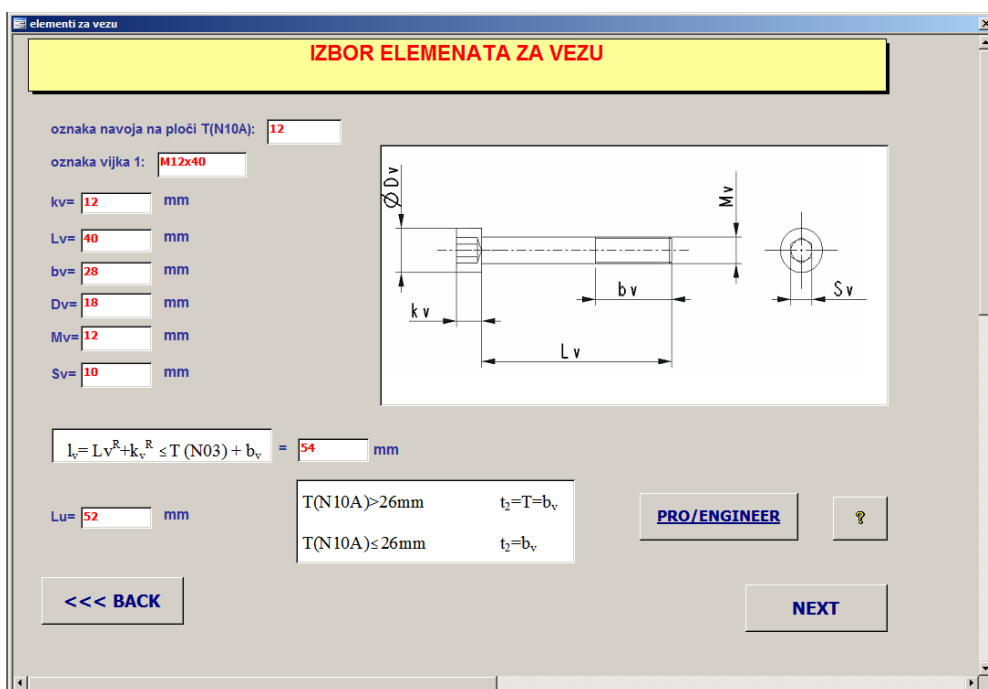 elementi za vezu
IZBOR ELEMENATA ZA VEZU
oznaka navoja na ploči T(N10A): 12
oznaka vijka 1: M12x40
kv= 12 mm
Lv= 40 mm
bv= 28 mm
Dv= 18 mm
Mv= 12 mm
Sv= 10 mm
ØDv
Mv
bv
Sv
kv
Lv
lv= LvR+kvR ≤ T (N03) + bv = 54 mm
Lu= 52 mm
T(N10A)>26mm t2=T=bv
T(N10A)≤26mm t2=bv
PRO/ENGINEER
?
<<< BACK
NEXT